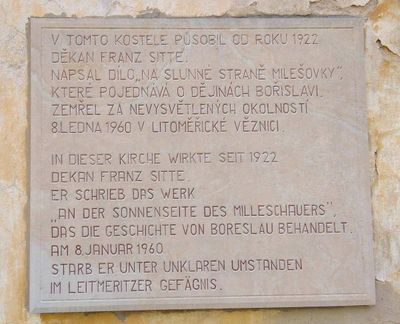 V TOMTO KOSTELE PŮSOBIL OD ROKU 1922
DĚKAN FRANZ SITTE.
NAPSAL DÍLO „NA SLUNNÉ STRANĚ MILEŠOVKY",
KTERÉ POJEDNÁVÁ O DĚJINÁCH BOŘISLAVI.
ZEMŘEL ZA NEVYSVĚTLENÝCH OKOLNOSTÍ
8.LEDNA 1960 V LITOMĚŘICKÉ VĚZNICI.
IN DIESER KIRCHE WIRKTE SEIT 1922
DEKAN FRANZ SITTE.
ER SCHRIEB DAS WERK
„AN DER SONNENSEITE DES MILLESCHAUERS",
DAS DIE GESCHICHTE VON BORESLAU BEHANDELT.
AM 8.JANUAR 1960
STARB ER UNTER UNKLAREN UMSTANDEN
IM LEITMERITZER GEFÄGNIS.